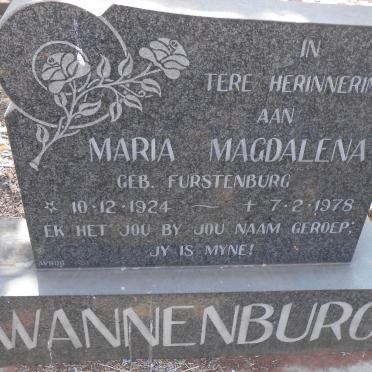 IN
TERE HERINNERIN
AAN
MARIA MAGDALENA
GEB. FURSTENBURG
☆ 10·12·1924 ~ + 7·2·1978
EK HET JOU BY JOU NAAM GEROEP;
JY IS MYNE!
WANNENBURG